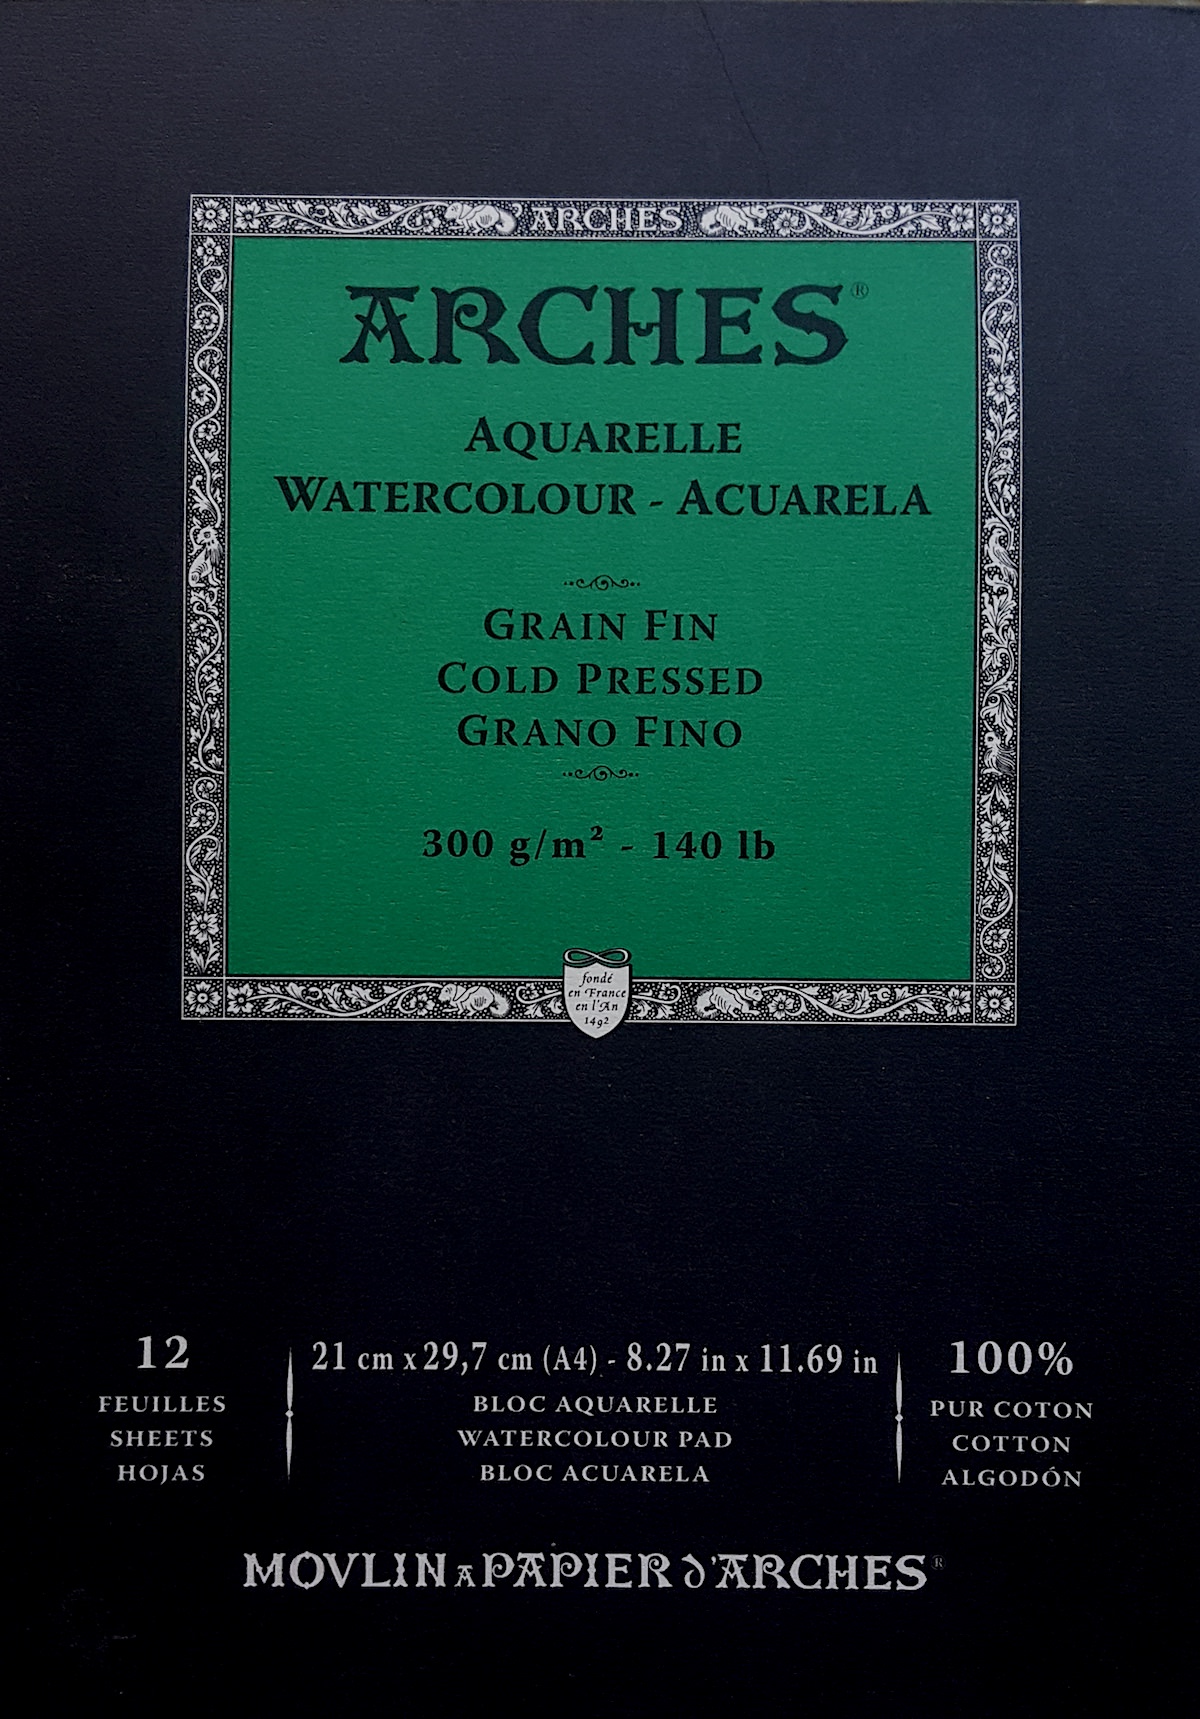 'ARCHES
ARCHES®
AQUARELLE
WATERCOLOUR - ACUARELA
GRAIN FIN
COLD PRESSED
GRANO FINO
300 g/m² - 140 lb
fondé
en France
en l'An
1492
12
FEUILLES
SHEETS
HOJAS
21 cm x 29,7 cm (A4) - 8.27 in x 11.69 in
BLOC AQUARELLE
WATERCOLOUR PAD
BLOC ACUARELA
100%
PUR COTON
COTTON
ALGODÓN
MOVLIN A PAPIER d'ARCHES®